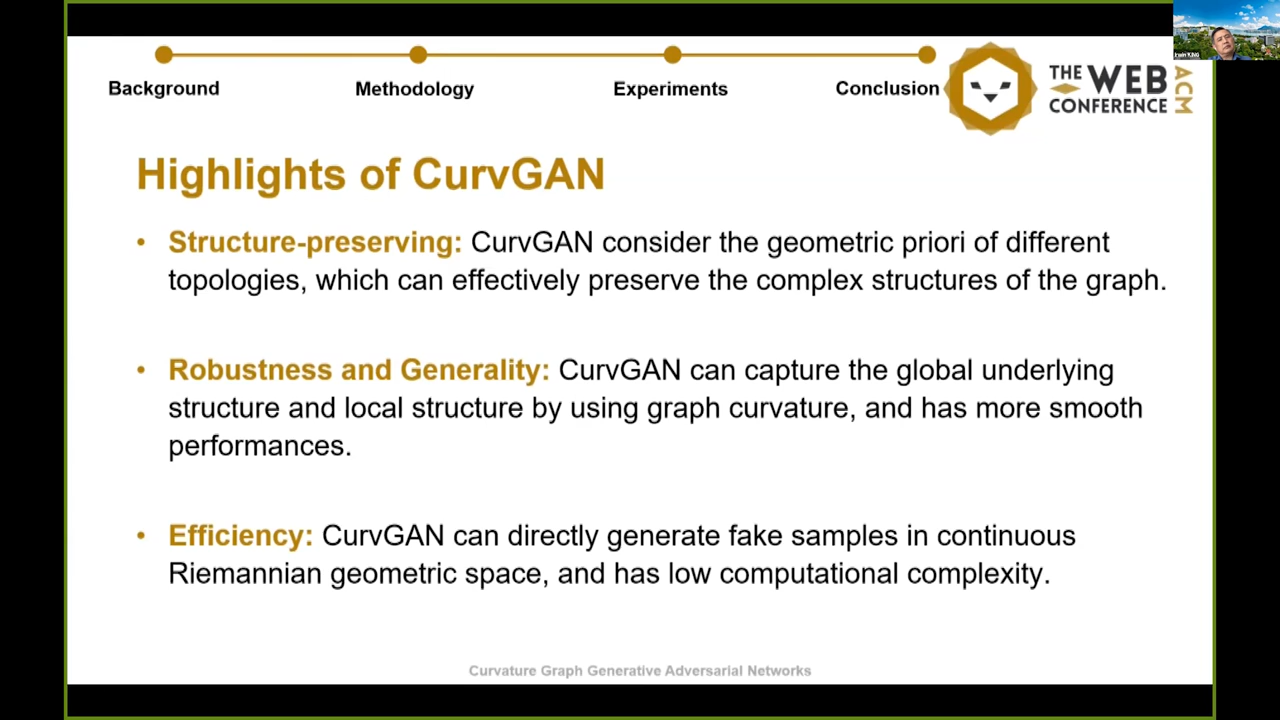 Background
Methodology
Experiments
Conclusion
THE WEB
CONFERENCE
ACM
Irwin KING
Highlights of CurvGAN
• Structure-preserving: CurvGAN consider the geometric priori of different
topologies, which can effectively preserve the complex structures of the graph.
• Robustness and Generality: CurvGAN can capture the global underlying
structure and local structure by using graph curvature, and has more smooth
performances.
• Efficiency: CurvGAN can directly generate fake samples in continuous
Riemannian geometric space, and has low computational complexity.
Curvature Graph Generative Adversarial Networks